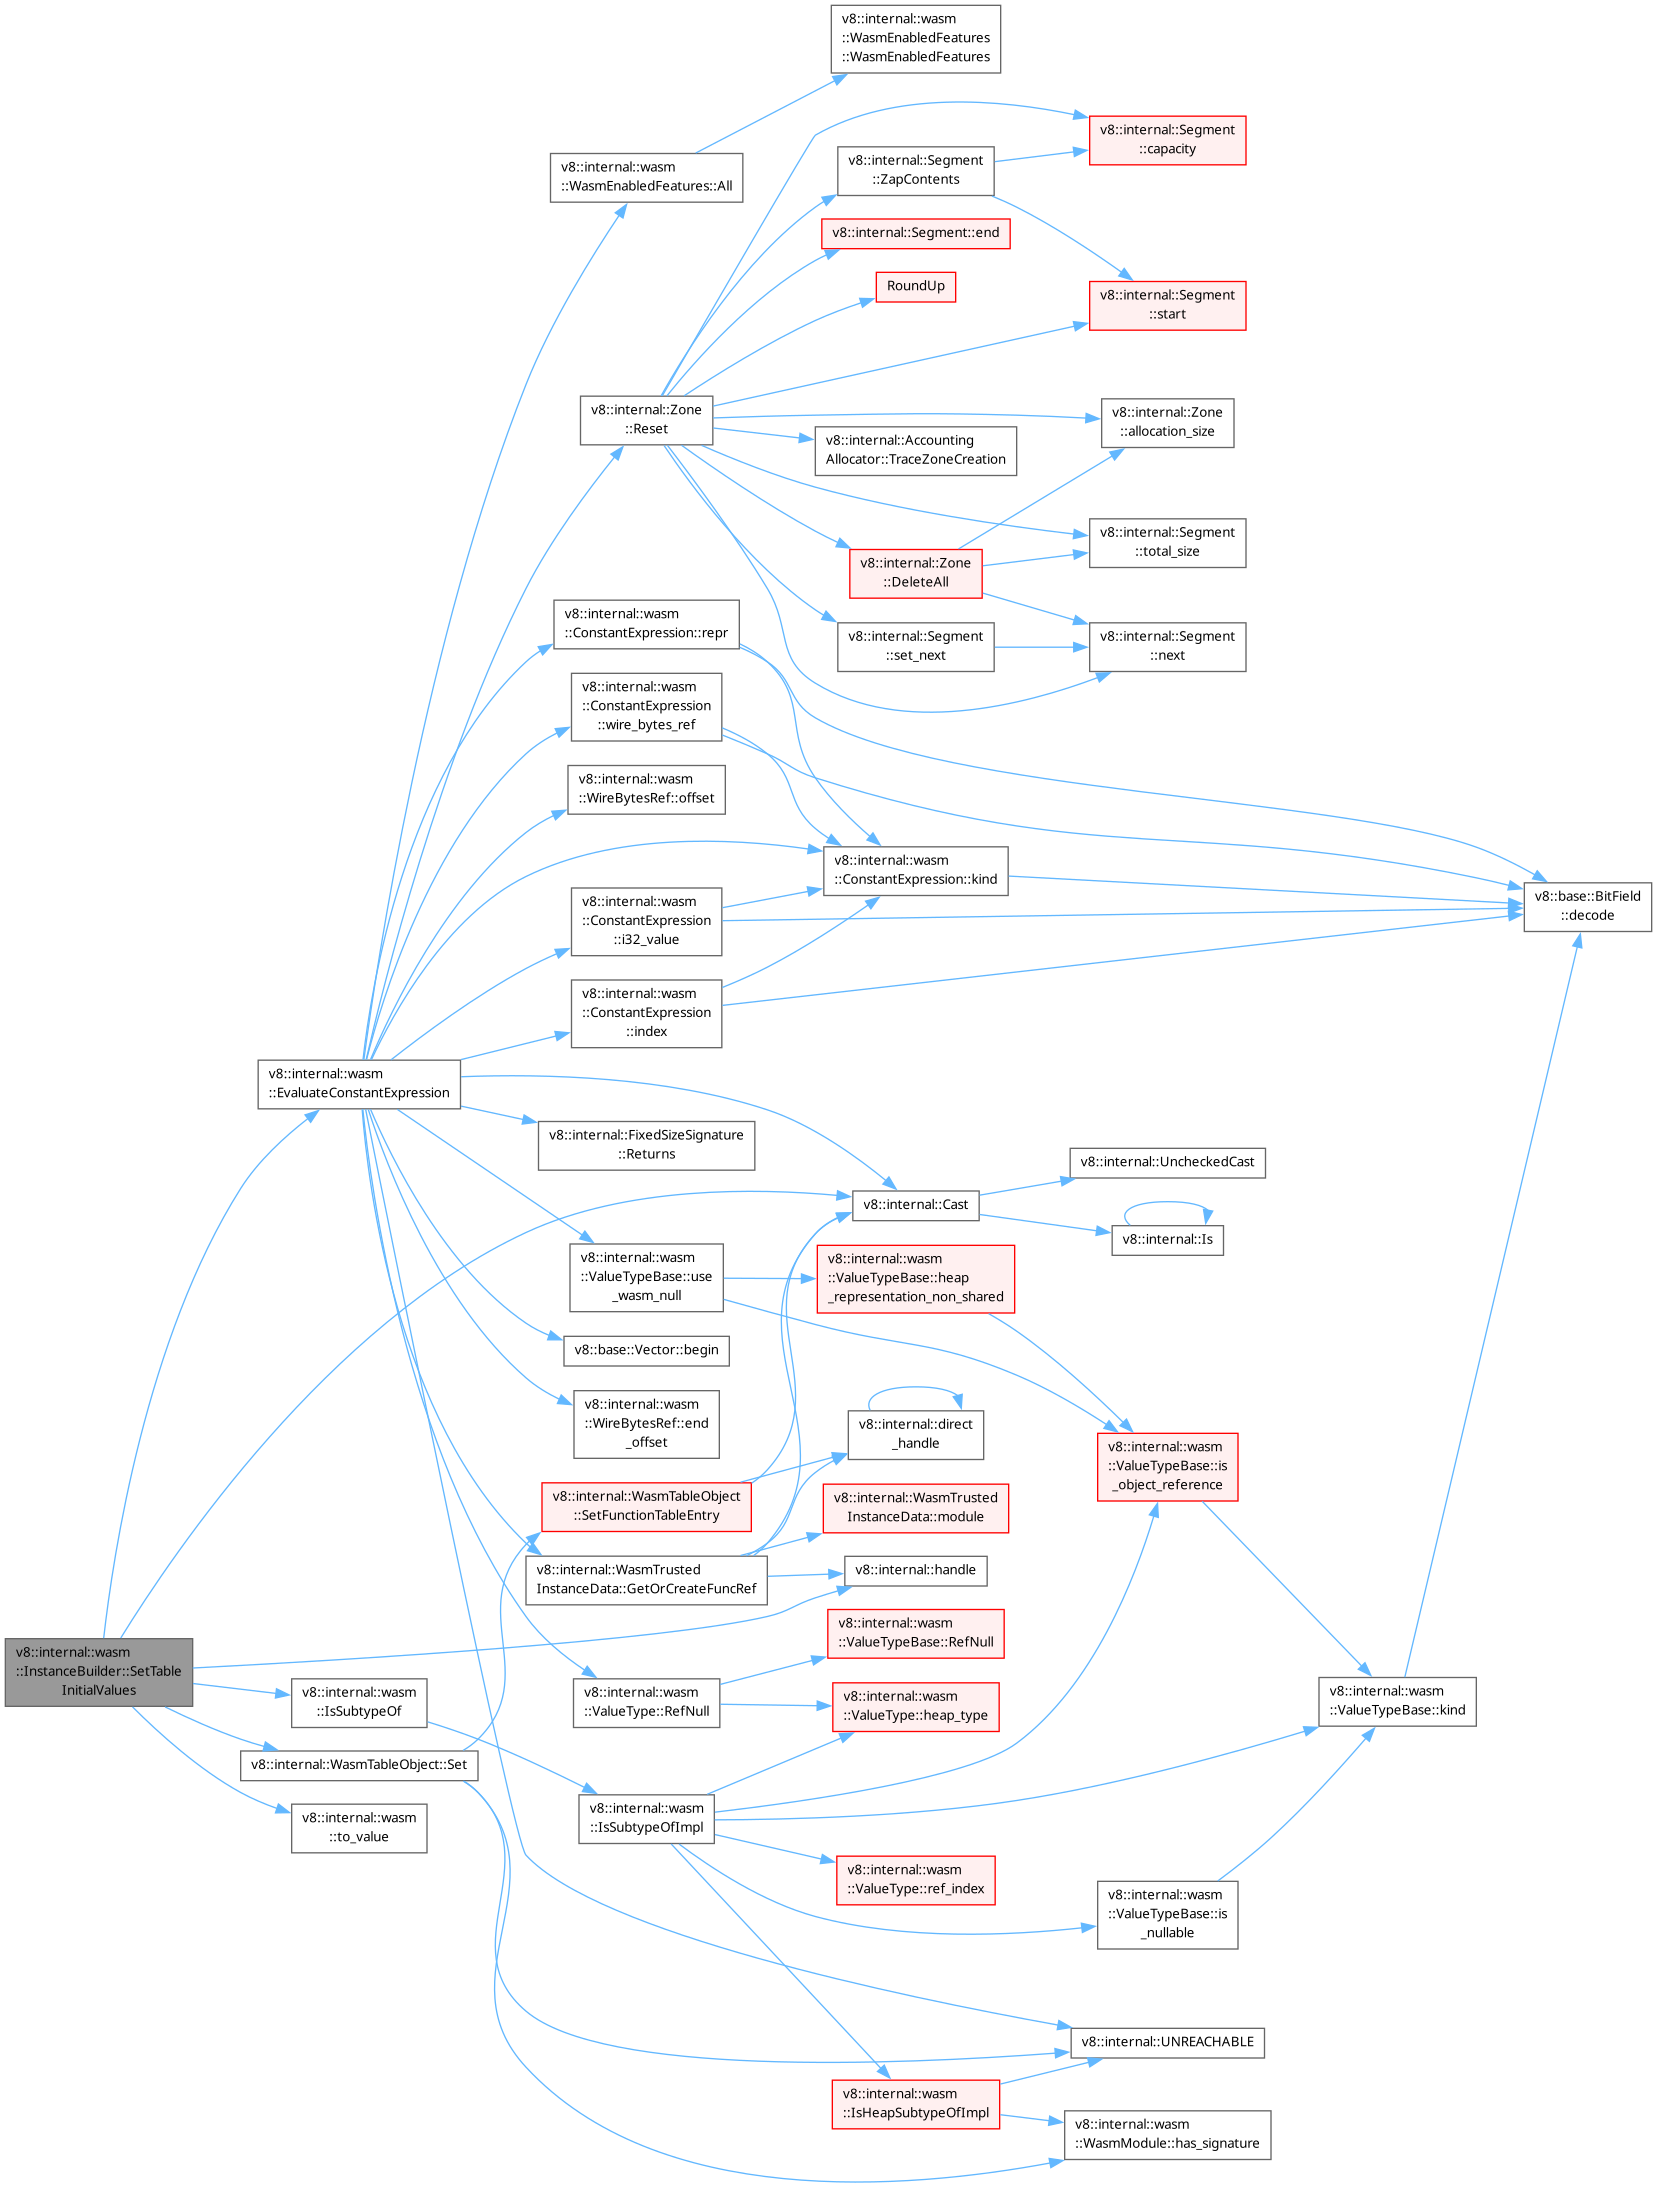 v8::internal::wasm
::WasmEnabledFeatures
::WasmEnabledFeatures
v8::internal::Segment
::capacity
v8::internal::wasm
::WasmEnabledFeatures::All
v8::internal::Segment
::ZapContents
v8::internal::Segment::end
RoundUp
v8::internal::Segment
::start
v8::internal::Zone
::Reset
v8::internal::Zone
::allocation_size
v8::internal::Accounting
Allocator::TraceZoneCreation
v8::internal::Segment
::total_size
v8::internal::Zone
::DeleteAll
v8::internal::wasm
::ConstantExpression::repr
v8::internal::Segment
::set_next
v8::internal::Segment
::next
v8::internal::wasm
::ConstantExpression
::wire_bytes_ref
v8::internal::wasm
::WireBytesRef::offset
v8::internal::wasm
::ConstantExpression::kind
v8::base::BitField
::decode
v8::internal::wasm
::ConstantExpression
::i32_value
v8::internal::wasm
::ConstantExpression
::index
v8::internal::wasm
::EvaluateConstantExpression
v8::internal::FixedSizeSignature
::Returns
v8::internal::UncheckedCast
v8::internal::Cast
v8::internal::Is
v8::internal::wasm
::ValueTypeBase::use
_wasm_null
v8::internal::wasm
::ValueTypeBase::heap
_representation_non_shared
v8::base::Vector::begin
v8::internal::wasm
::WireBytesRef::end
_offset
v8::internal::direct
_handle
v8::internal::wasm
::ValueTypeBase::is
_object_reference
v8::internal::WasmTableObject
::SetFunctionTableEntry
v8::internal::WasmTrusted
InstanceData::module
v8::internal::WasmTrusted
InstanceData::GetOrCreateFuncRef
v8::internal::handle
v8::internal::wasm
::InstanceBuilder::SetTable
InitialValues
v8::internal::wasm
::ValueTypeBase::RefNull
v8::internal::wasm
::IsSubtypeOf
v8::internal::wasm
::ValueType::RefNull
v8::internal::wasm
::ValueType::heap_type
v8::internal::wasm
::ValueTypeBase::kind
v8::internal::WasmTableObject::Set
v8::internal::wasm
::to_value
v8::internal::wasm
::IsSubtypeOfImpl
v8::internal::wasm
::ValueType::ref_index
v8::internal::wasm
::ValueTypeBase::is
_nullable
v8::internal::UNREACHABLE
v8::internal::wasm
::IsHeapSubtypeOfImpl
v8::internal::wasm
::WasmModule::has_signature